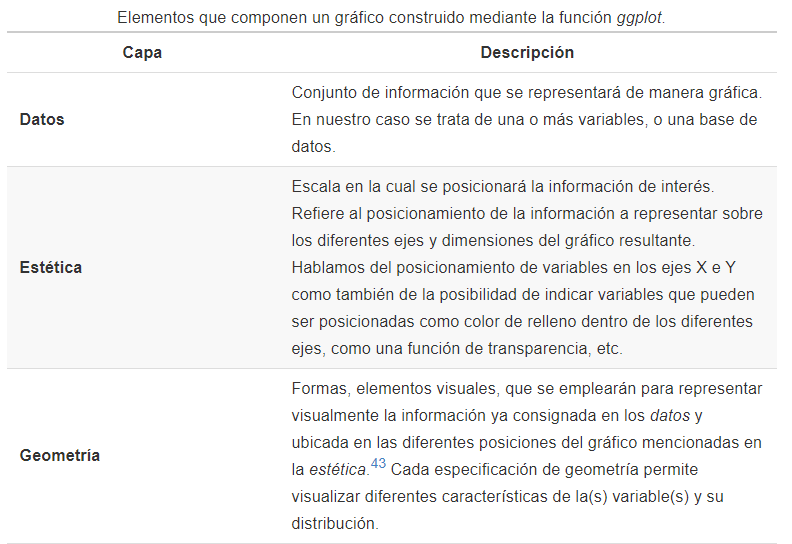 Elementos que componen un gráfico construido mediante la función ggplot.
Capa Descripción
Datos
Conjunto de información que se representará de manera gráfica.
En nuestro caso se trata de una o más variables, o una base de
datos.
Estética
Escala en la cual se posicionará la información de interés.
Refiere al posicionamiento de la información a representar sobre
los diferentes ejes y dimensiones del gráfico resultante.
Hablamos del posicionamiento de variables en los ejes X e Y
como también de la posibilidad de indicar variables que pueden
ser posicionadas como color de relleno dentro de los diferentes
ejes, como una función de transparencia, etc.
Geometría
Formas, elementos visuales, que se emplearán para representar
visualmente la información ya consignada en los datos y
ubicada en las diferentes posiciones del gráfico mencionadas en
la estética.43 Cada especificación de geometría permite
visualizar diferentes características de la(s) variable(s) y su
distribución.